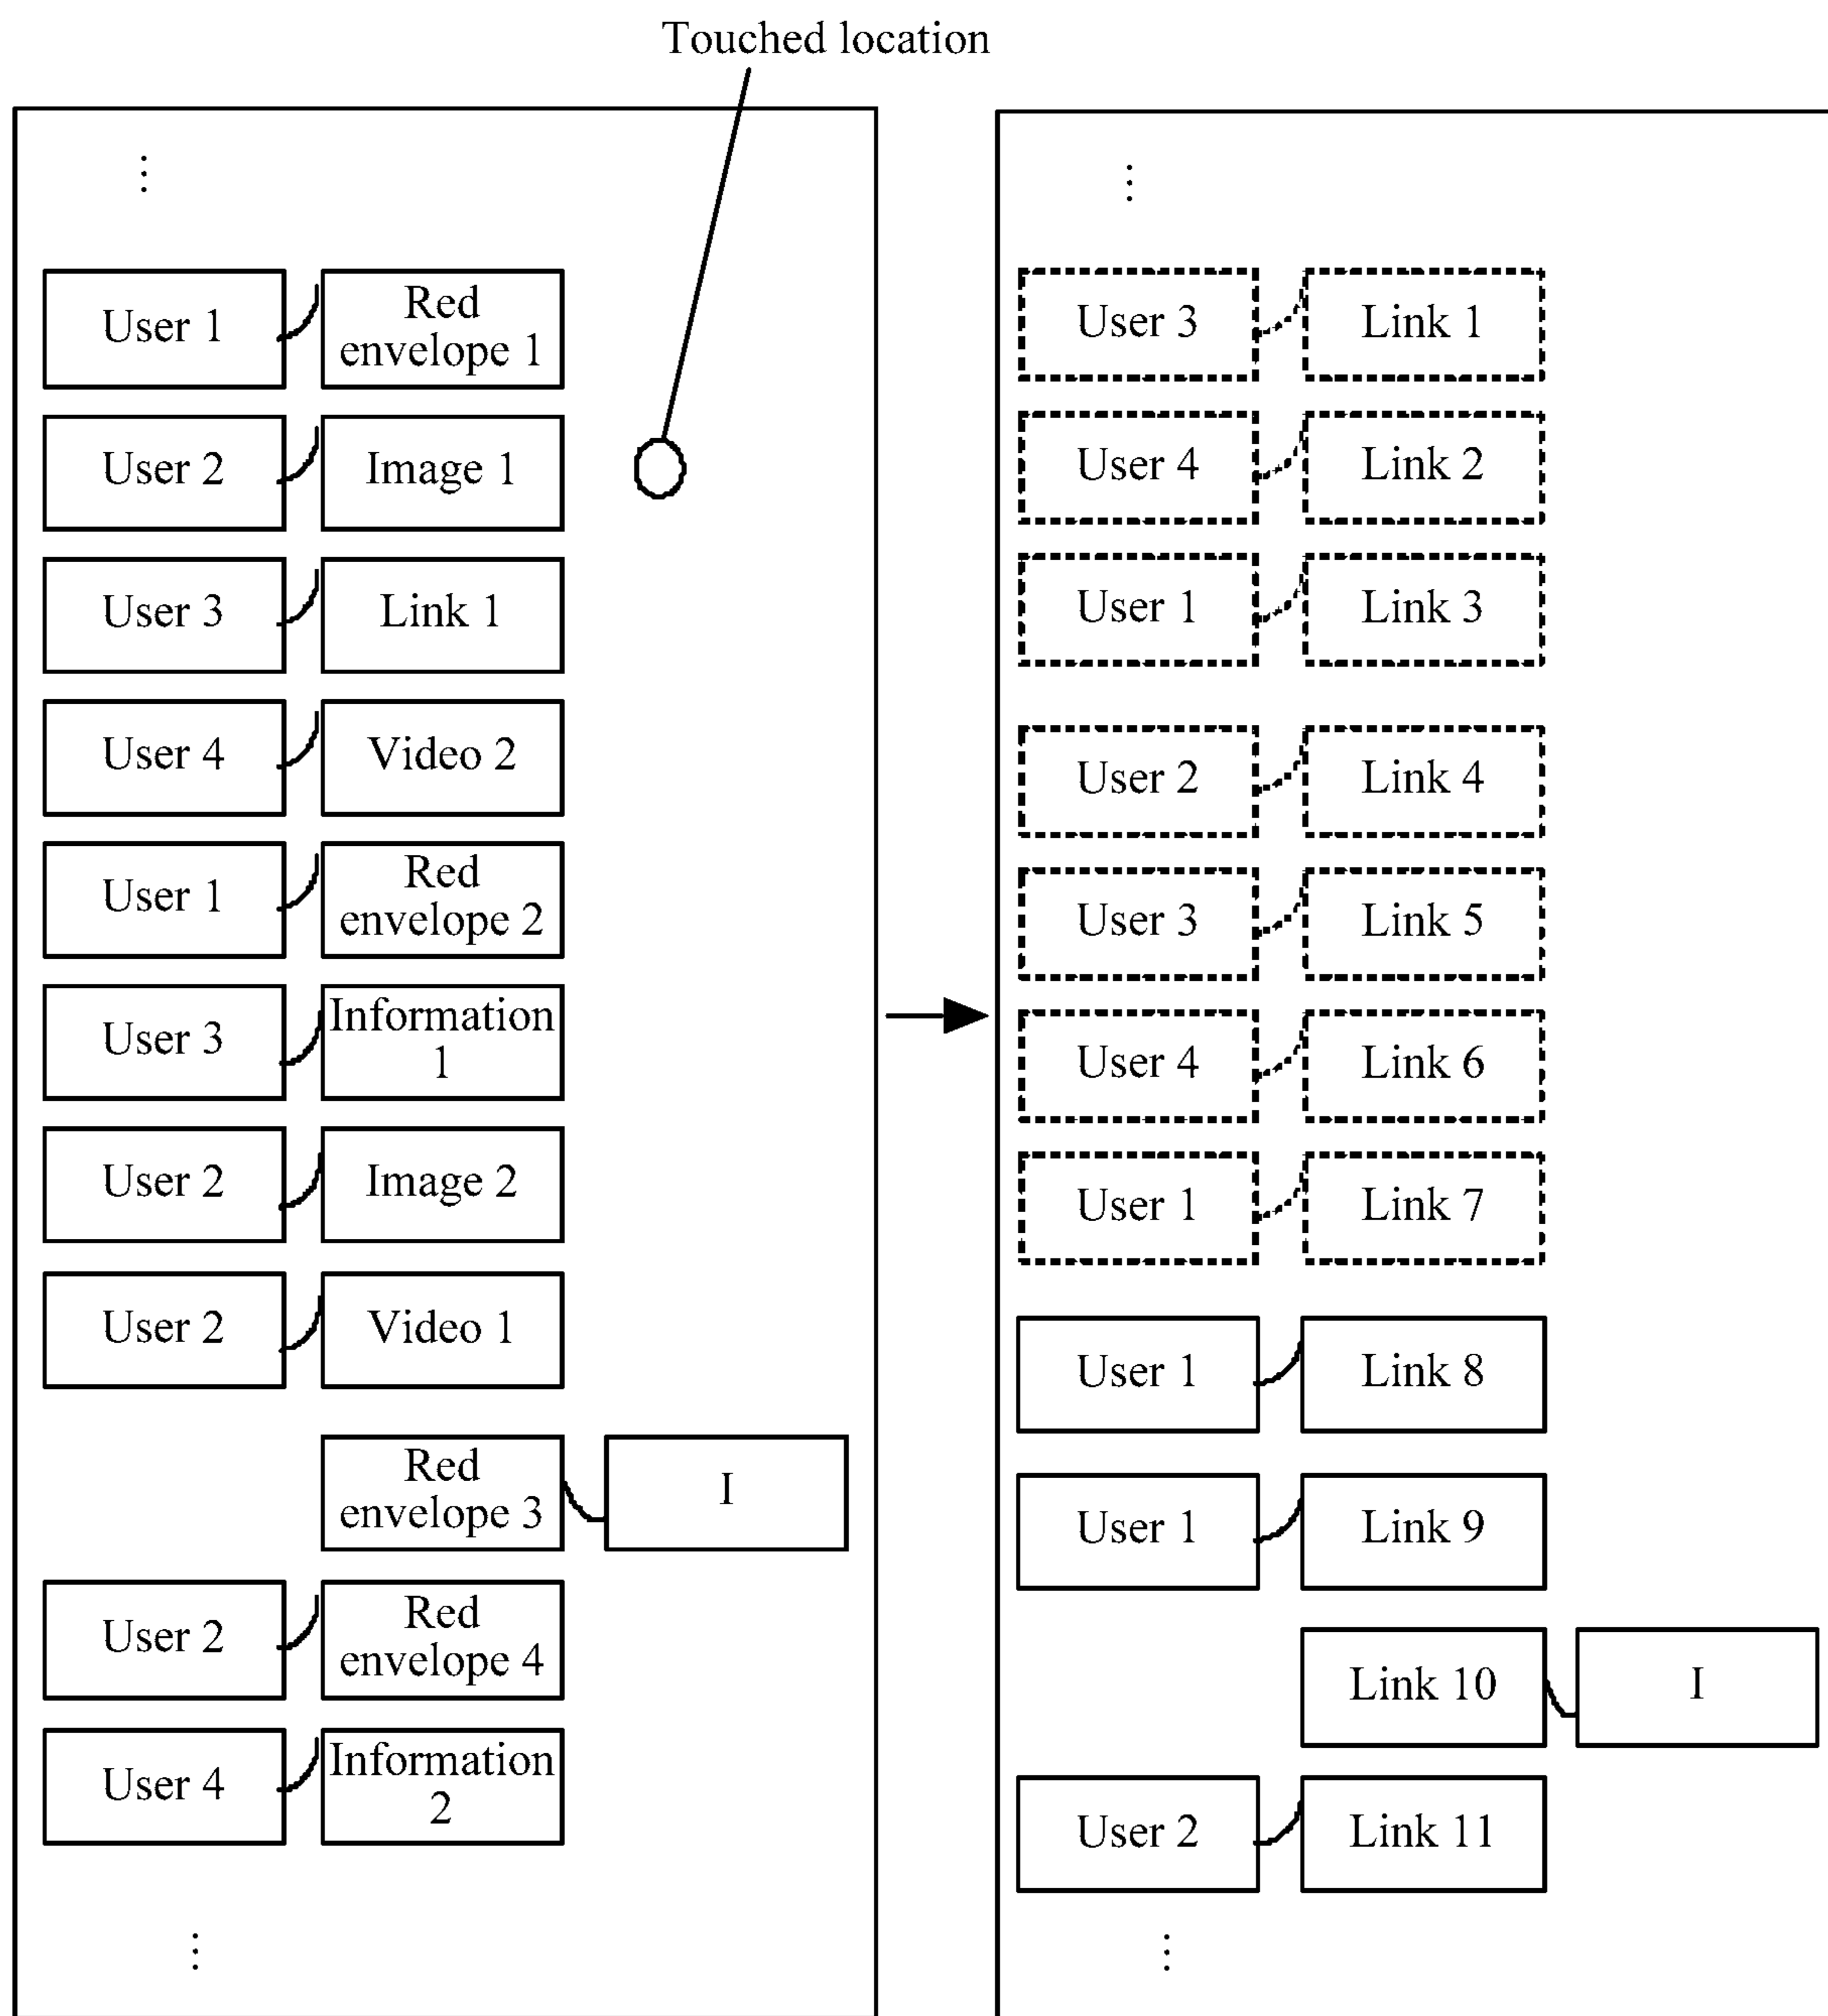 Touched location
⋮
User 1
Red
envelope 1
User 2
Image 1
User 3
Link 1
User 4
Video 2
User 1
Red
envelope 2
User 3
Information
1
User 2
Image 2
User 2
Video 1
Red
envelope 3
I
User 2
Red
envelope 4
User 4
Information
2
⋮
⋮
User 3
Link 1
User 4
Link 2
User 1
Link 3
User 2
Link 4
User 3
Link 5
User 4
Link 6
User 1
Link 7
User 1
Link 8
User 1
Link 9
Link 10
I
User 2
Link 11
⋮